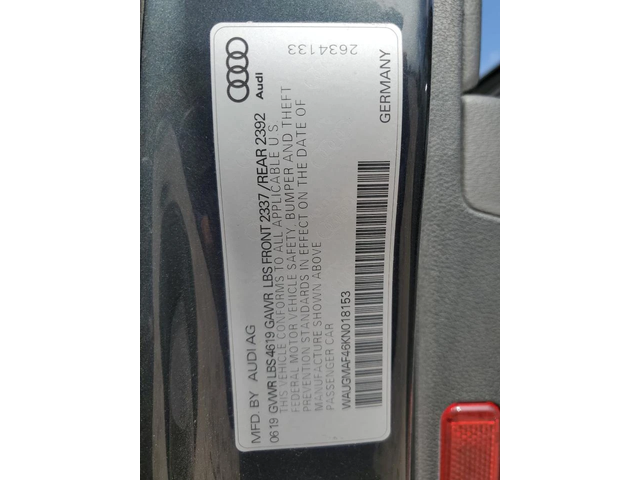 Audi
2634133
MFD. BY AUDI AG
GERMANY
0619 GVWR LBS 4619 GAWR LBS FRONT 2337/REAR 2392
THIS VEHICLE CONFORMS TO ALL APPLICABLE U S
FEDERAL MOTOR VEHICLE SAFETY, BUMPER AND THEFT
PREVENTION STANDARDS IN EFFECT ON THE DATE OF
MANUFACTURE SHOWN ABOVE
PASSENGER CAR
WAUGMAF46KN018153